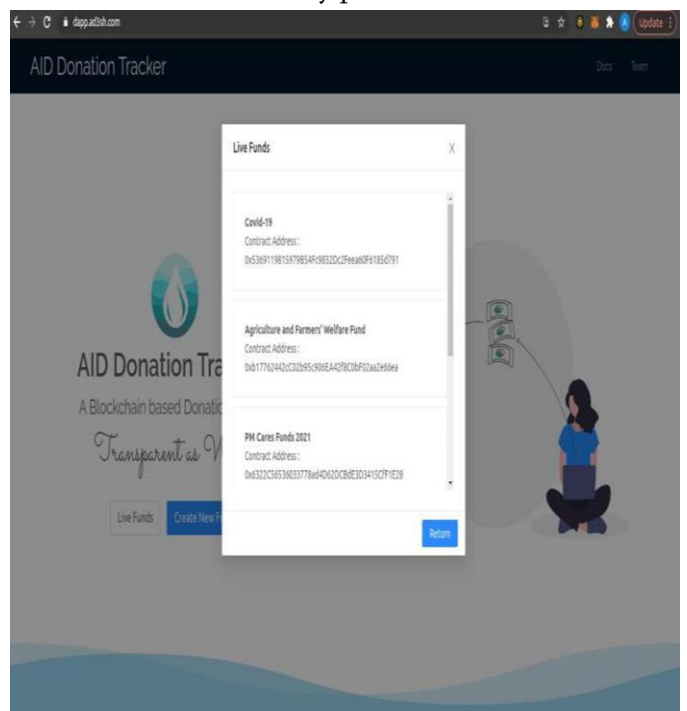 dapp.ad3sh.com
Update
AID Donation Tracker
Docs Team
Live Funds X
Covid-19
Contract Address :
Agriculture and Farmers' Welfare Fund
Contract Address :
PM Cares Funds 2021
Contract Address :
AID Donation Tra
A Blockchain based Donatio
Transparent as W
Live Funds Create New F
Return